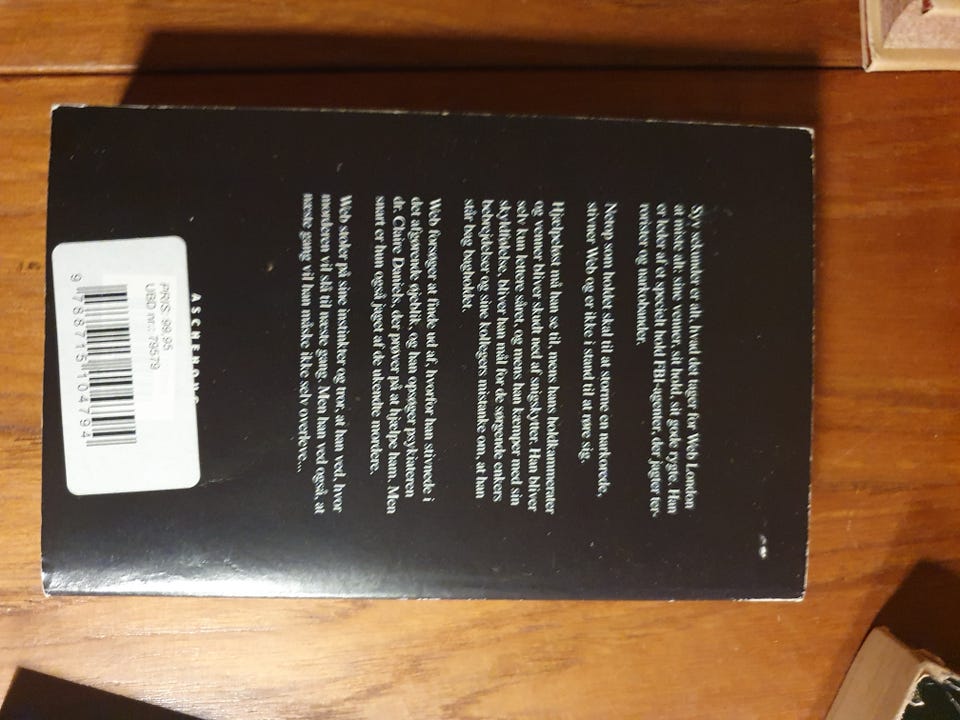 Syv sekunder er alt, hvad det tager for Web London
at miste alt: sine venner, sit hold, sit gode rygte. Han
er leder af et specielt hold FBI-agenter, der jagter ter-
rorister og narkobander.
Netop som holdet skal til at storme en narkorede,
stivner Web og er ikke i stand til at røre sig.
Hjælpeløst må han se til, mens hans holdkammerater
og venner bliver skudt ned af snigskytter. Han bliver
selv kun lettere såret, og mens han kæmper med sin
skyldfølelse, bliver han mål for de sørgende enkers
bebrejdelser og sine kollegers mistanke om, at han
står bag bagholdet.
Web forsøger at finde ud af, hvorfor han stivnede i
det afgørende øjeblik, og han opsøger psykiateren
dr. Claire Daniels, der prøver på at hjælpe ham. Men
snart er hun også jaget af de ukendte mordere.
Web stoler på sine instinkter og tror, at han ved, hvor
morderen vil slå til næste gang. Men han ved også, at
næste gang vil han måske ikke selv overleve...
ASCHEHOUG
PRIS: 99,95
UBD nr.: 79579
9 788715 104794